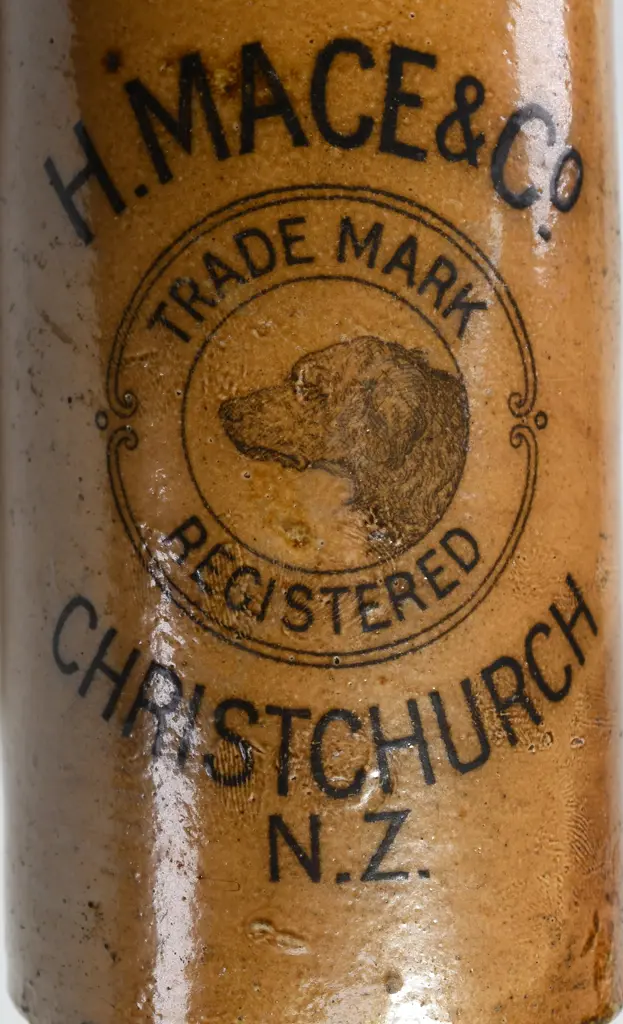 H. MACE & Co.
TRADE MARK
REGISTERED
CHRISTCHURCH
N.Z.